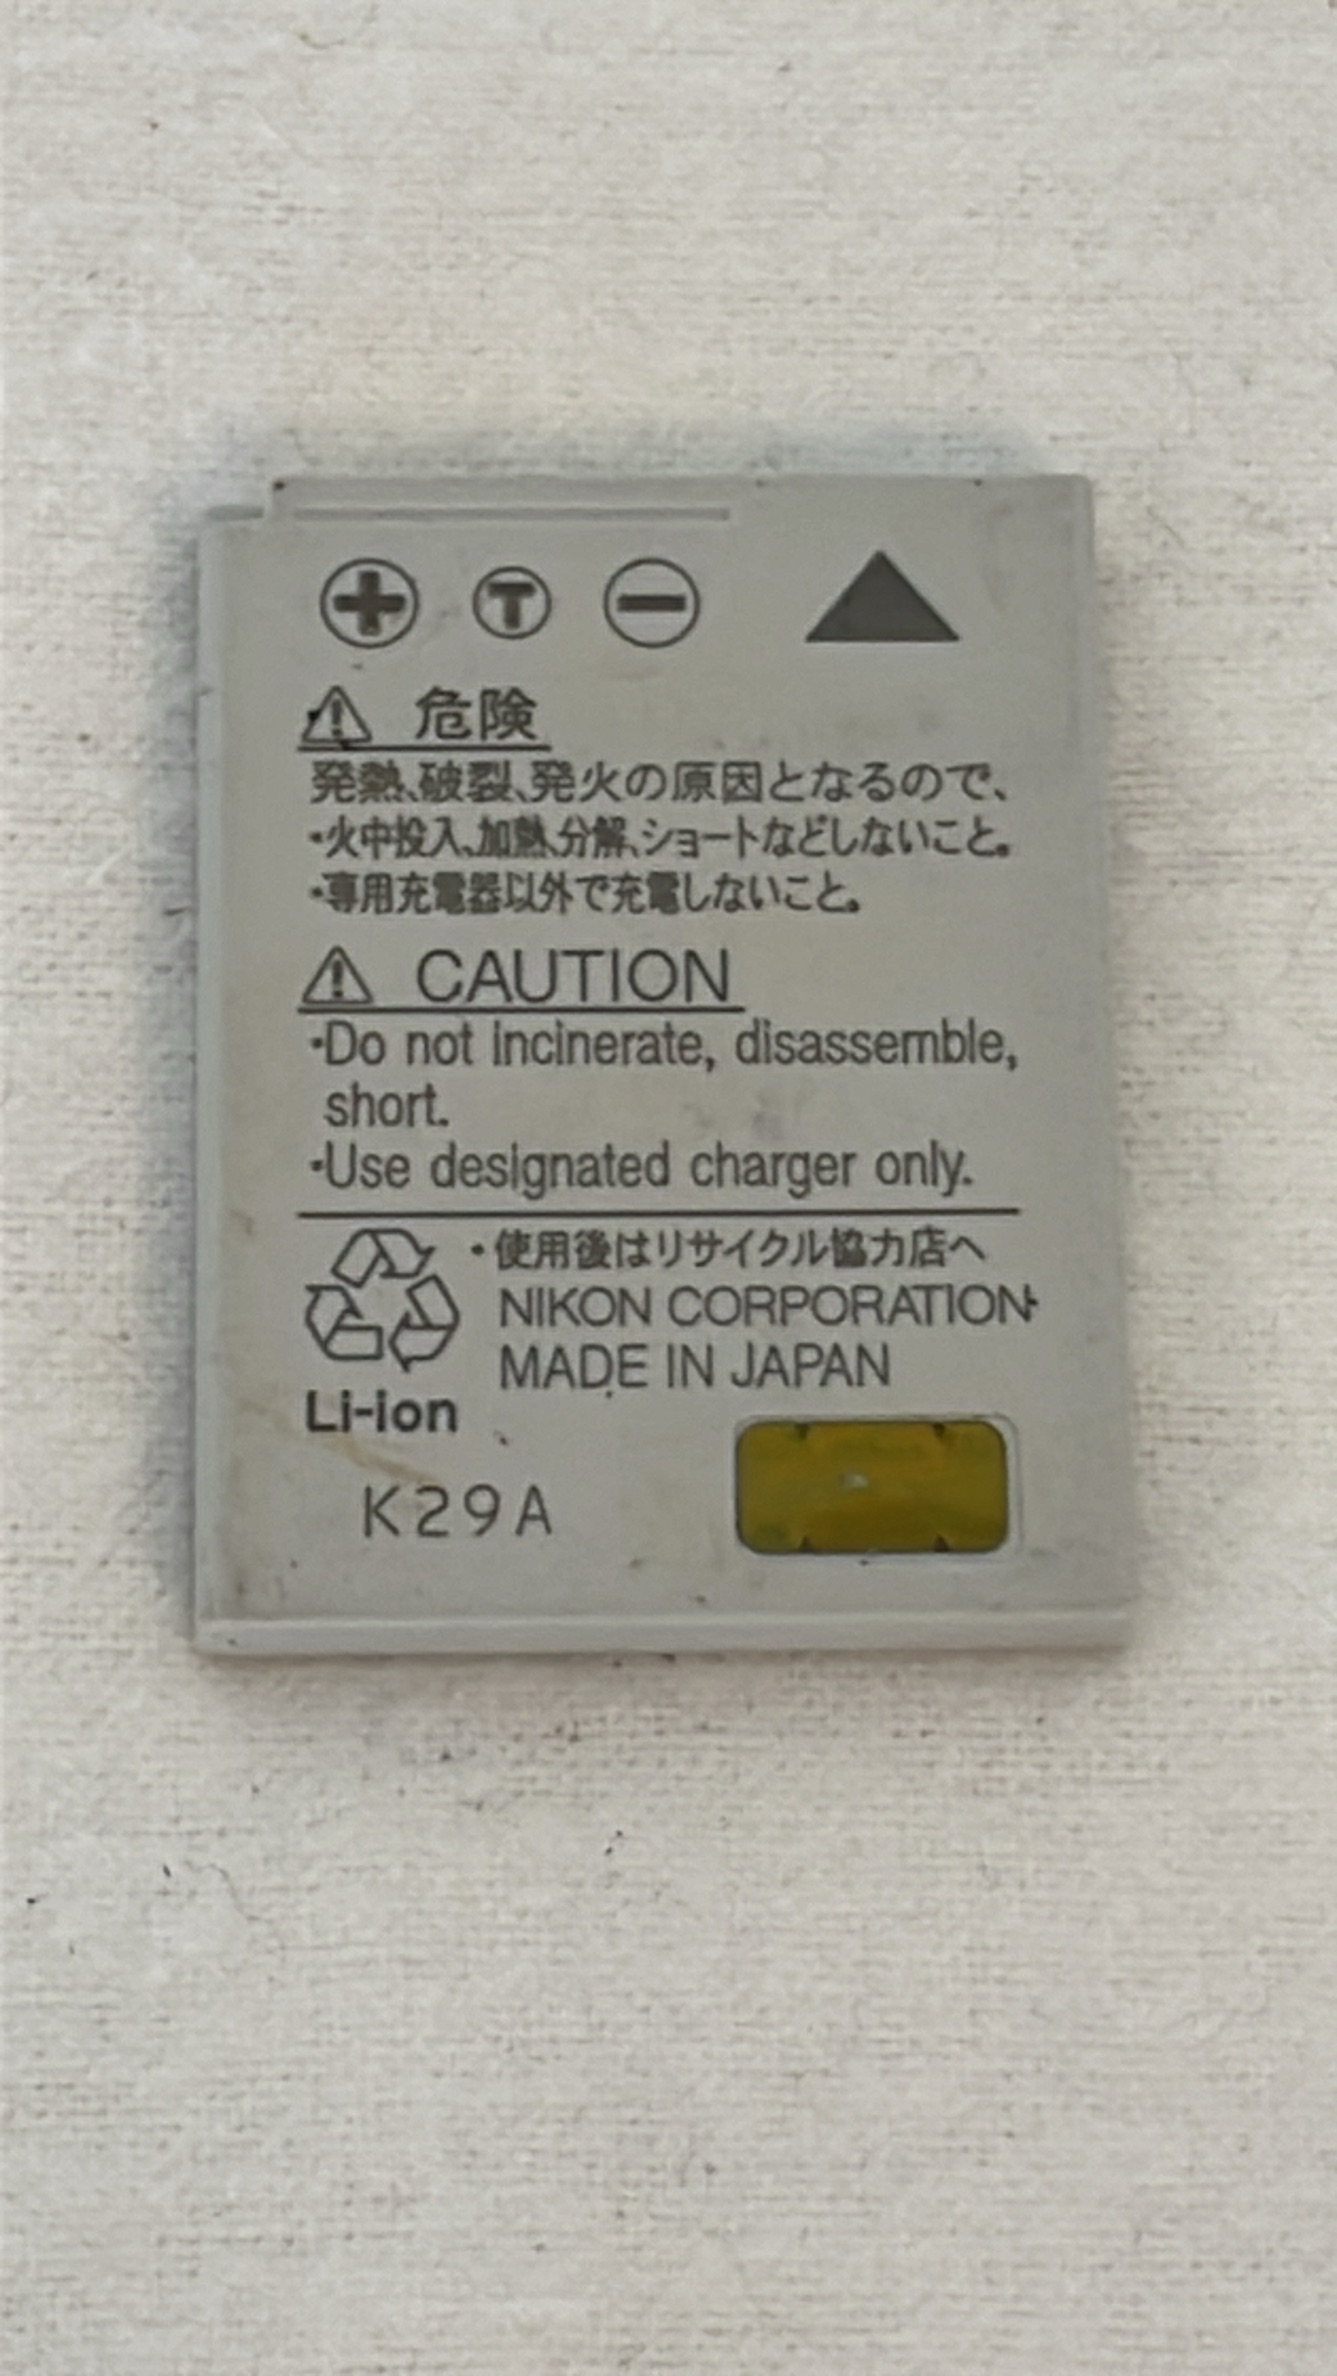 T
危険
発熱、破裂、発火の原因となるので、
・火中投入、加熱、分解、ショートなどしないこと。
・専用充電器以外で充電しないこと。
CAUTION
・Do not incinerate, disassemble,
short.
・Use designated charger only.
・使用後はリサイクル協力店へ
NIKON CORPORATION
MADE IN JAPAN
Li-ion
K29A